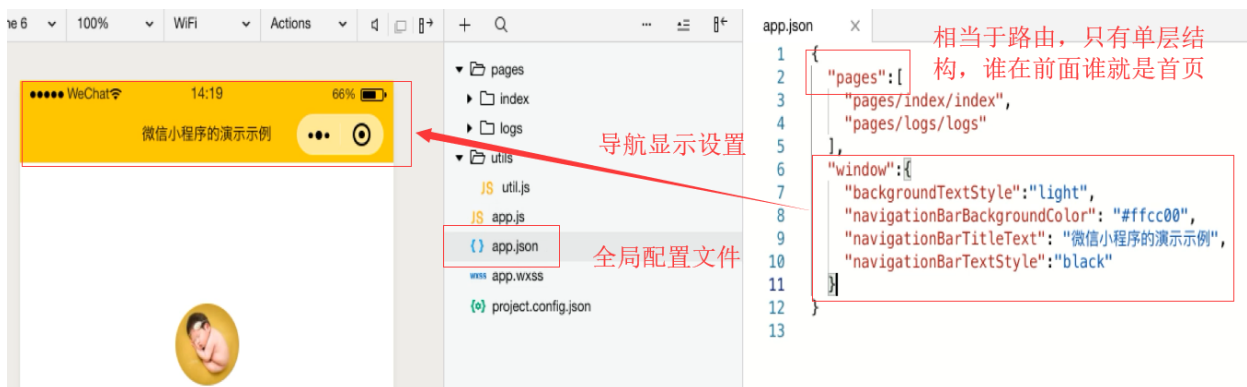 ne 6 100% WiFi Actions
WeChat 14:19 66%
微信小程序的演示示例
pages
index
logs
utils
JS util.js
JS app.js
{ } app.json
wxss app.wxss
{o} project.config.json
导航显示设置
全局配置文件
app.json
相当于路由，只有单层结
构，谁在前面谁就是首页
1 {
2 "pages":[
3 "pages/index/index",
4 "pages/logs/logs"
5 ],
6 "window":{
7 "backgroundTextStyle":"light",
8 "navigationBarBackgroundColor": "#ffcc00",
9 "navigationBarTitleText": "微信小程序的演示示例",
10 "navigationBarTextStyle":"black"
11 }
12 }
13